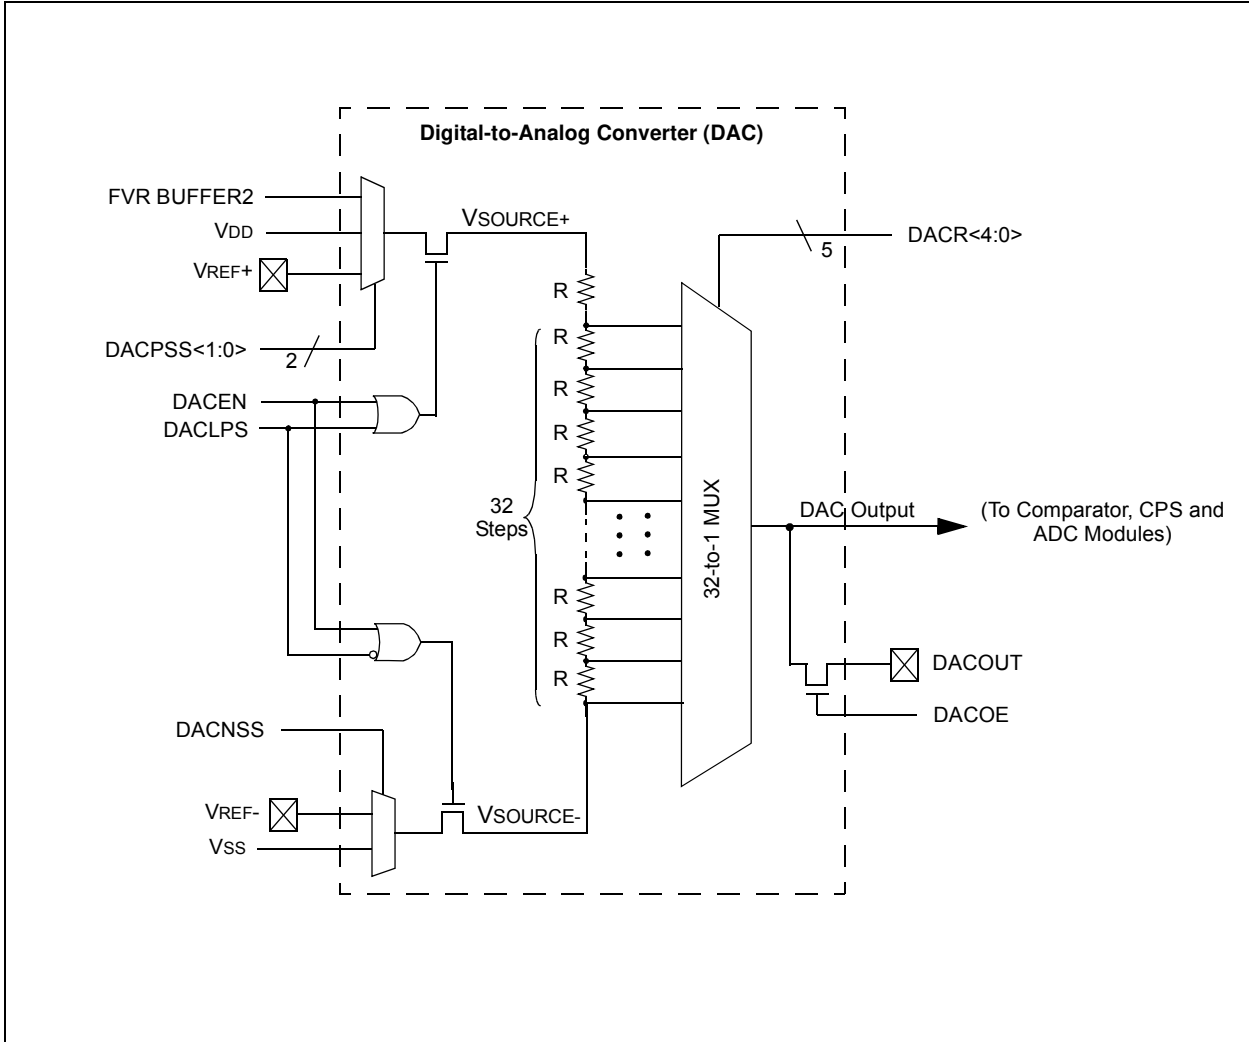 Digital-to-Analog Converter (DAC)
FVR BUFFER2
VDD
VREF+
VSOURCE+
DACR<4:0>
5
DACPSS<1:0>
2
DACEN
DACLPS
R
R
R
R
R
32
Steps
32-to-1 MUX
DAC Output
(To Comparator, CPS and
ADC Modules)
R
R
R
DACOUT
DACOE
DACNSS
VREF-
VSOURCE-
VSS